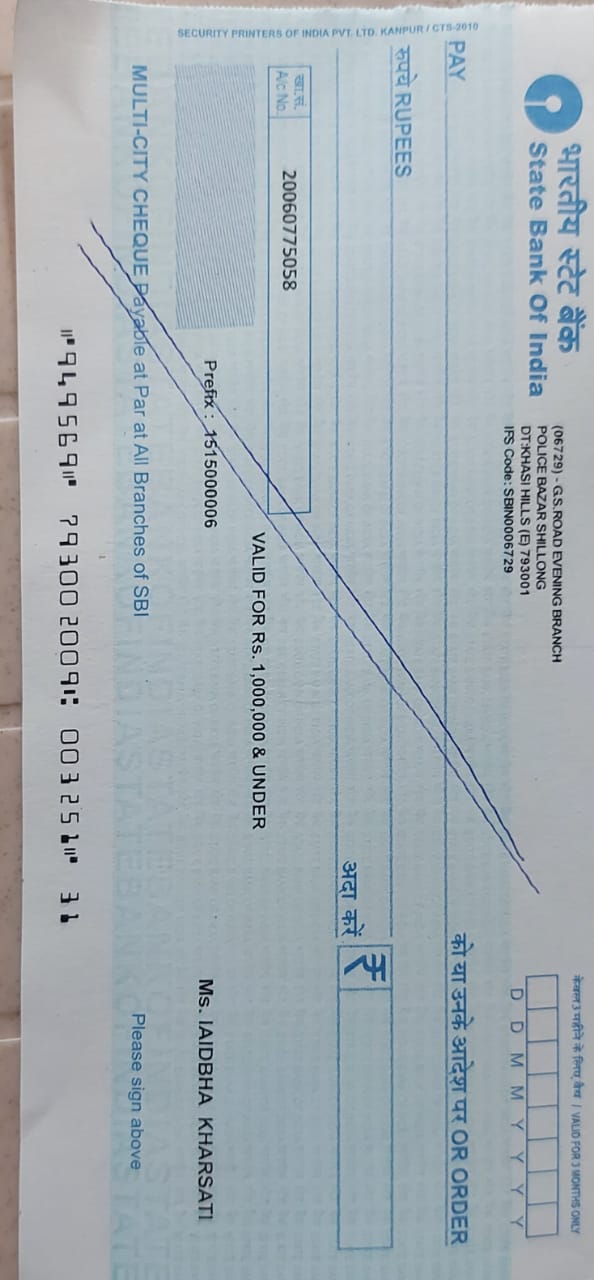 भारतीय स्टेट बैंक
State Bank Of India
(06729) - G.S.ROAD EVENING BRANCH
POLICE BAZAR SHILLONG
DT:KHASI HILLS (E) 793001
IFS Code: SBIN0006729
केवल 3 महीने के लिए वैध / VALID FOR 3 MONTHS ONLY
D D M M Y Y Y Y
PAY
को या उनके आदेश पर OR ORDER
रुपये RUPEES
अदा करें ₹
खा.सं.
A/c No.
20060775058
VALID FOR Rs. 1,000,000 & UNDER
Prefix : 1515000006
Ms. IAIDBHA KHARSATI
MULTI-CITY CHEQUE Payable at Par at All Branches of SBI
Please sign above
SECURITY PRINTERS OF INDIA PVT. LTD. KANPUR / CTS-2010
⑈949569⑈ 793002009⑆ 003251⑈ 31